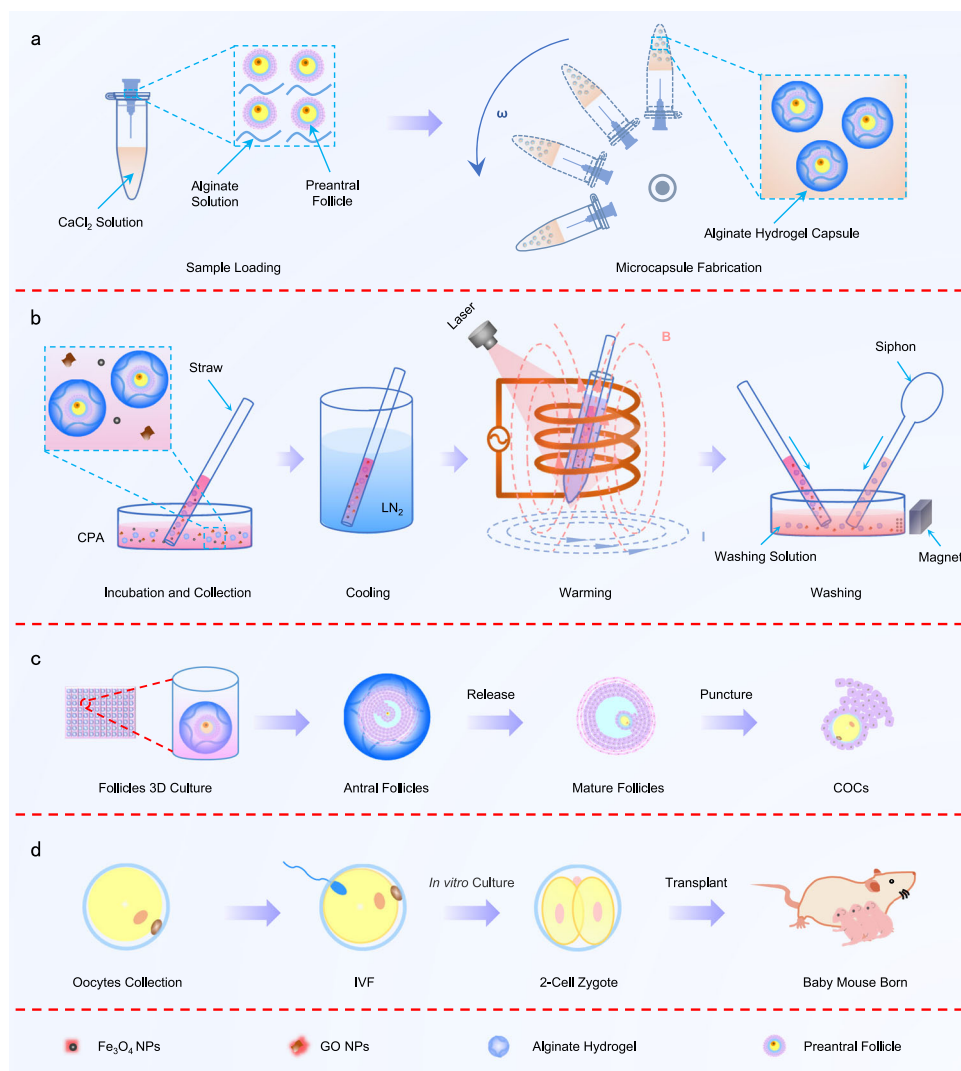 a
ω
CaCl₂ Solution
Alginate
Solution
Preantral
Follicle
Alginate Hydrogel Capsule
Sample Loading
Microcapsule Fabrication
b
Laser
B
Siphon
Straw
LN₂
CPA
I
Washing Solution
Magnet
Incubation and Collection
Cooling
Warming
Washing
c
Release
Puncture
Follicles 3D Culture
Antral Follicles
Mature Follicles
COCs
d
In vitro Culture
Transplant
Oocytes Collection
IVF
2-Cell Zygote
Baby Mouse Born
Fe₃O₄ NPs
GO NPs
Alginate Hydrogel
Preantral Follicle